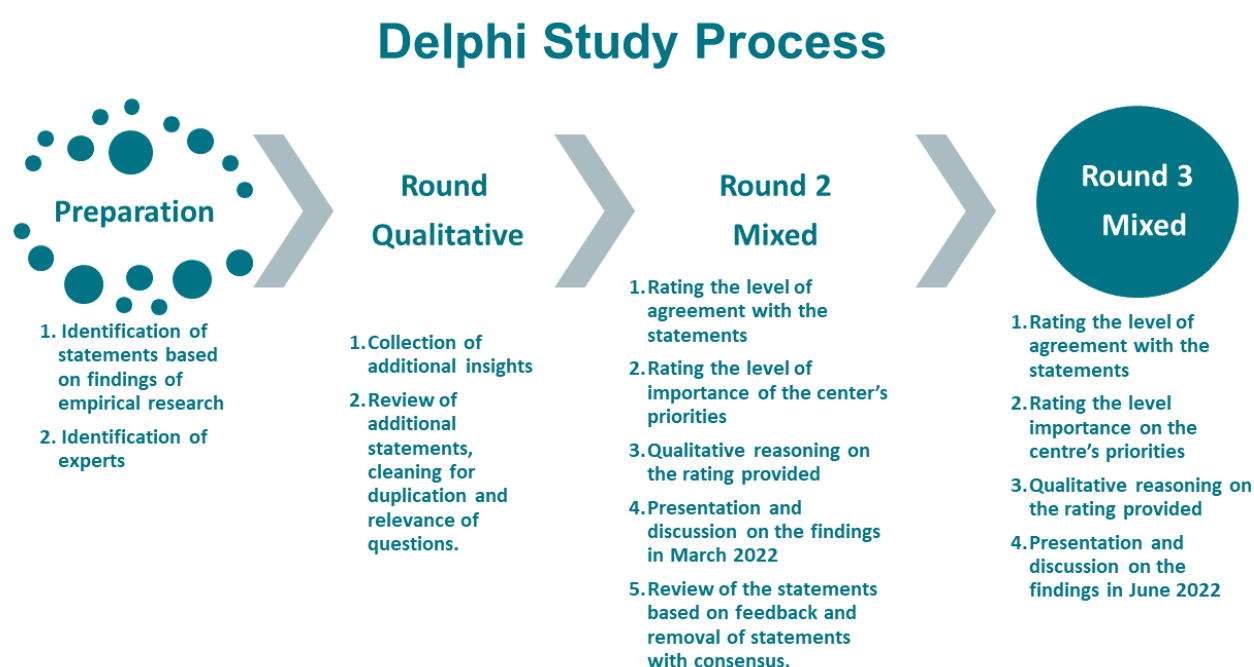 Delphi Study Process
Preparation
1. Identification of
statements based
on findings of
empirical research
2. Identification of
experts
Round
Qualitative
1.Collection of
additional insights
2.Review of
additional
statements,
cleaning for
duplication and
relevance of
questions.
Round 2
Mixed
1.Rating the level of
agreement with the
statements
2.Rating the level of
importance of the center’s
priorities
3.Qualitative reasoning on
the rating provided
4.Presentation and
discussion on the findings
in March 2022
5.Review of the statements
based on feedback and
removal of statements
with consensus.
Round 3
Mixed
1.Rating the level of
agreement with the
statements
2.Rating the level
importance on the
centre’s priorities
3.Qualitative reasoning on
the rating provided
4.Presentation and
discussion on the
findings in June 2022